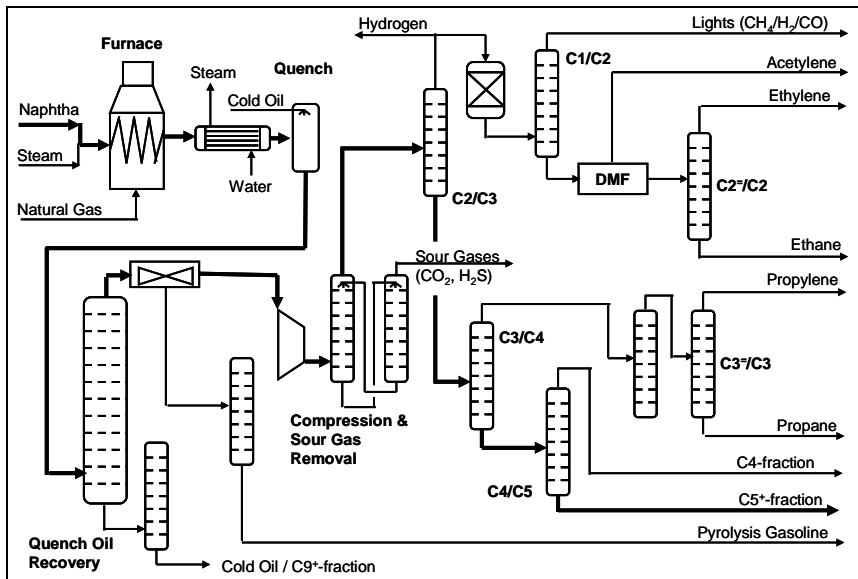 Hydrogen
Lights (CH₄/H₂/CO)
Furnace
C1/C2
Acetylene
Steam
Quench
Cold Oil
Ethylene
Naphtha
Steam
DMF
Water
C2/C3
C2⁼/C2
Natural Gas
Sour Gases
(CO₂, H₂S)
Ethane
Propylene
C3/C4
C3⁼/C3
Compression &
Sour Gas
Removal
Propane
C4-fraction
C4/C5
C5⁺-fraction
Quench Oil
Recovery
Pyrolysis Gasoline
Cold Oil / C9⁺-fraction